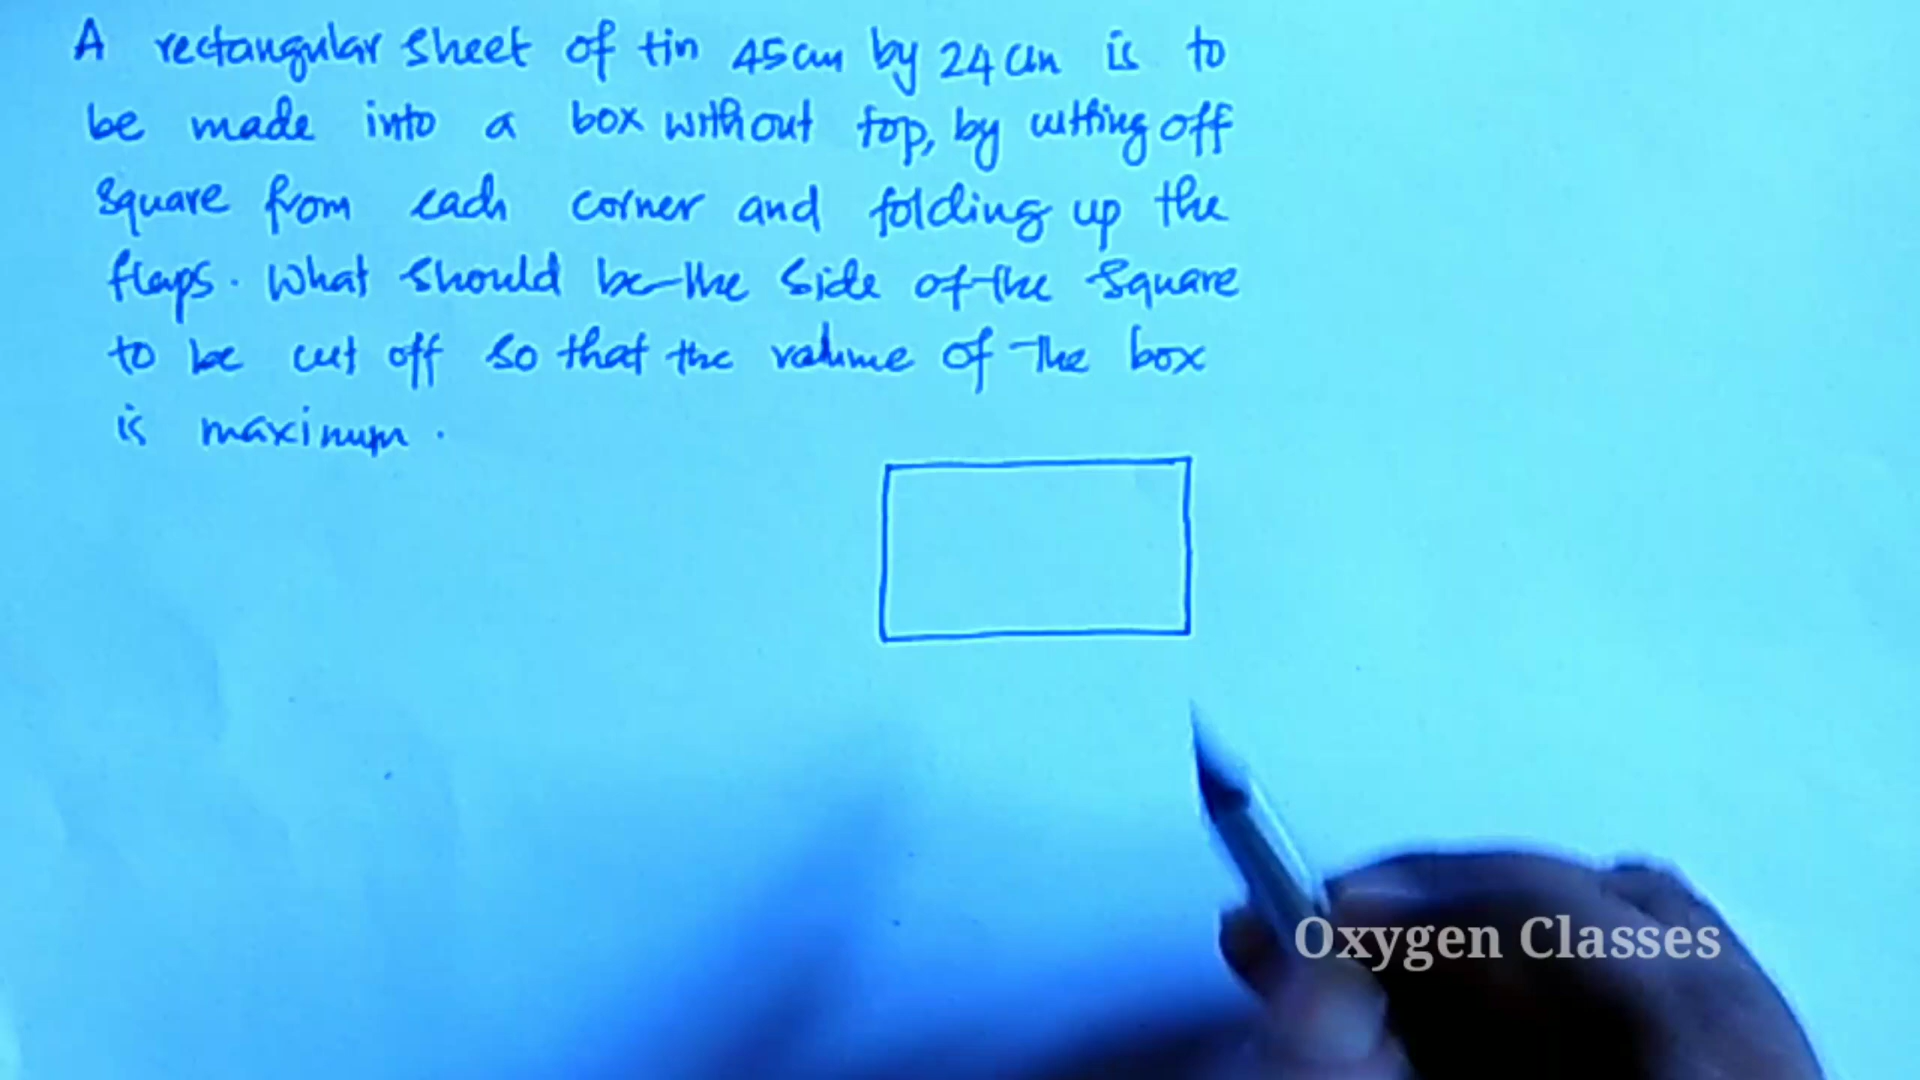 A rectangular sheet of tin 45cm by 24cm is to
be made into a box without top, by cutting off
square from each corner and folding up the
flaps. What should be the side of the square
to be cut off so that the volume of the box
is maximum.
Oxygen Classes